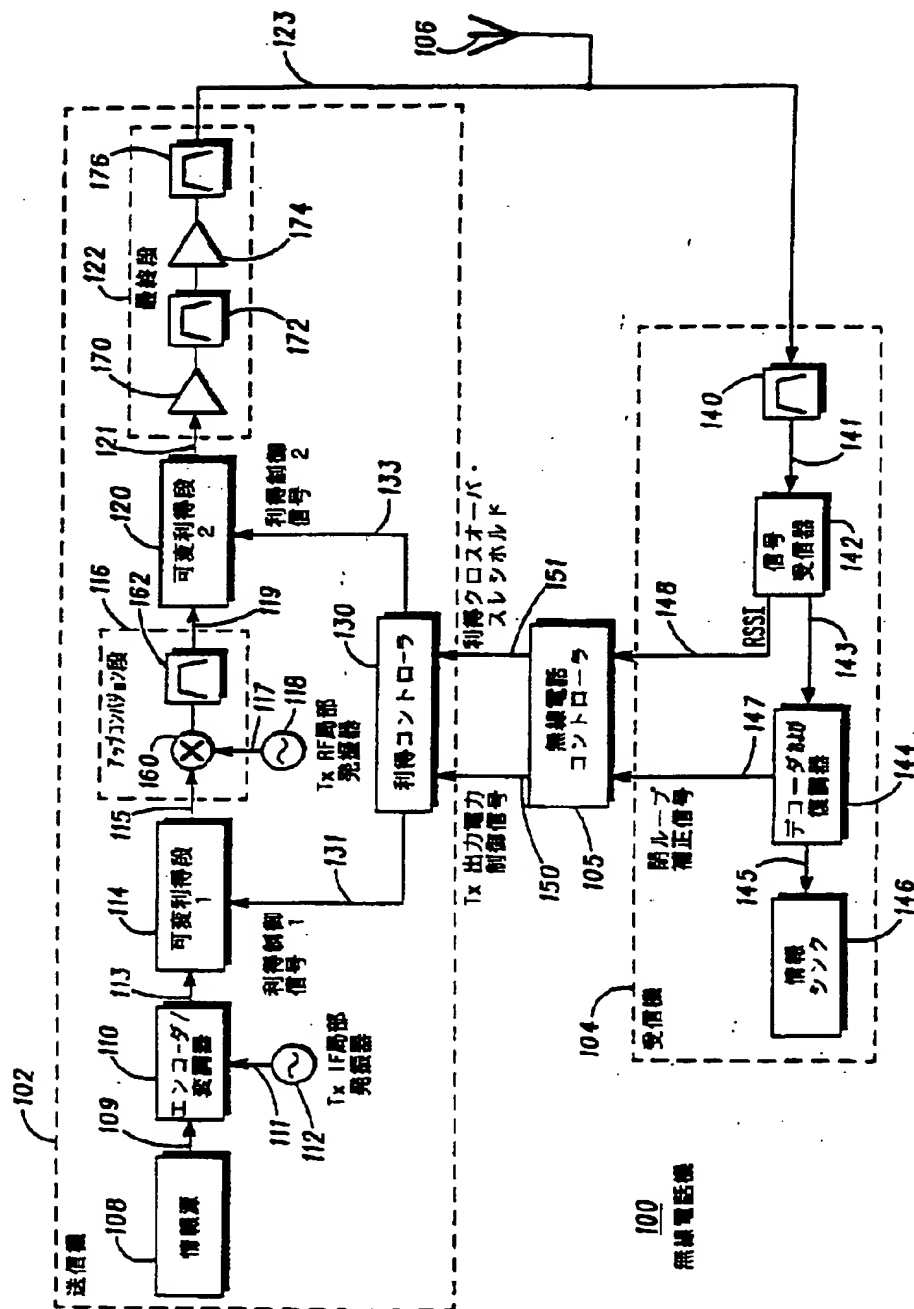 102
送信機
108
情報源
109
110
エンコーダ/
変調器
111
112
Tx IF局部
発振器
113
114
可変利得段
1
利得制御
信号 1
131
115
116
アップコンバジョン段
160
162
117
118
Tx RF局部
発振器
119
120
可変利得段
2
利得制御
信号 2
133
121
122
最終段
170
172
174
176
123
106
130
利得コントローラ
Tx 出力電力
制御信号
150
利得クロスオーバ・
スレシホルド
151
105
無線電話
コントローラ
閉ループ
補正信号
147
148
RSSI
104
受信機
140
141
信号
受信器
142
143
デコーダおよび
復調器
144
145
情報
シンク
146
100
無線電話機